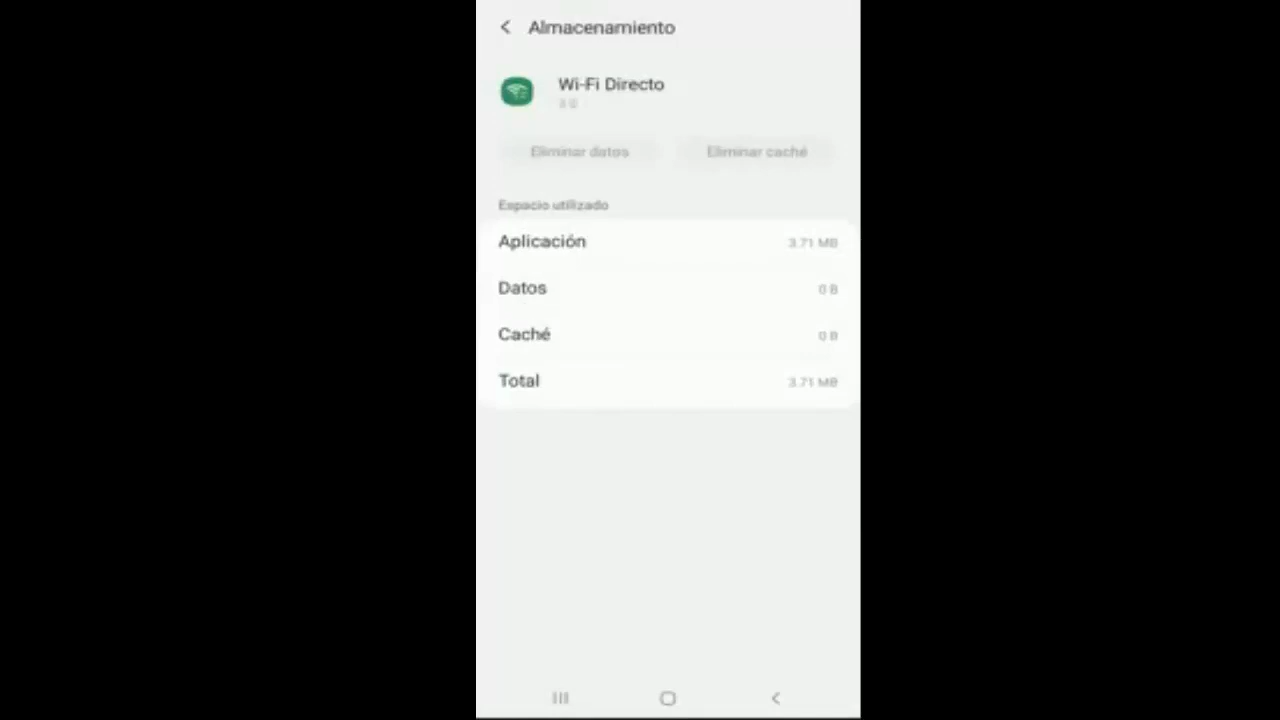 Almacenamiento
Wi-Fi Directo
Eliminar datos
Eliminar caché
Espacio utilizado
Aplicación 3.71 MB
Datos 0 B
Caché 0 B
Total 3.71 MB